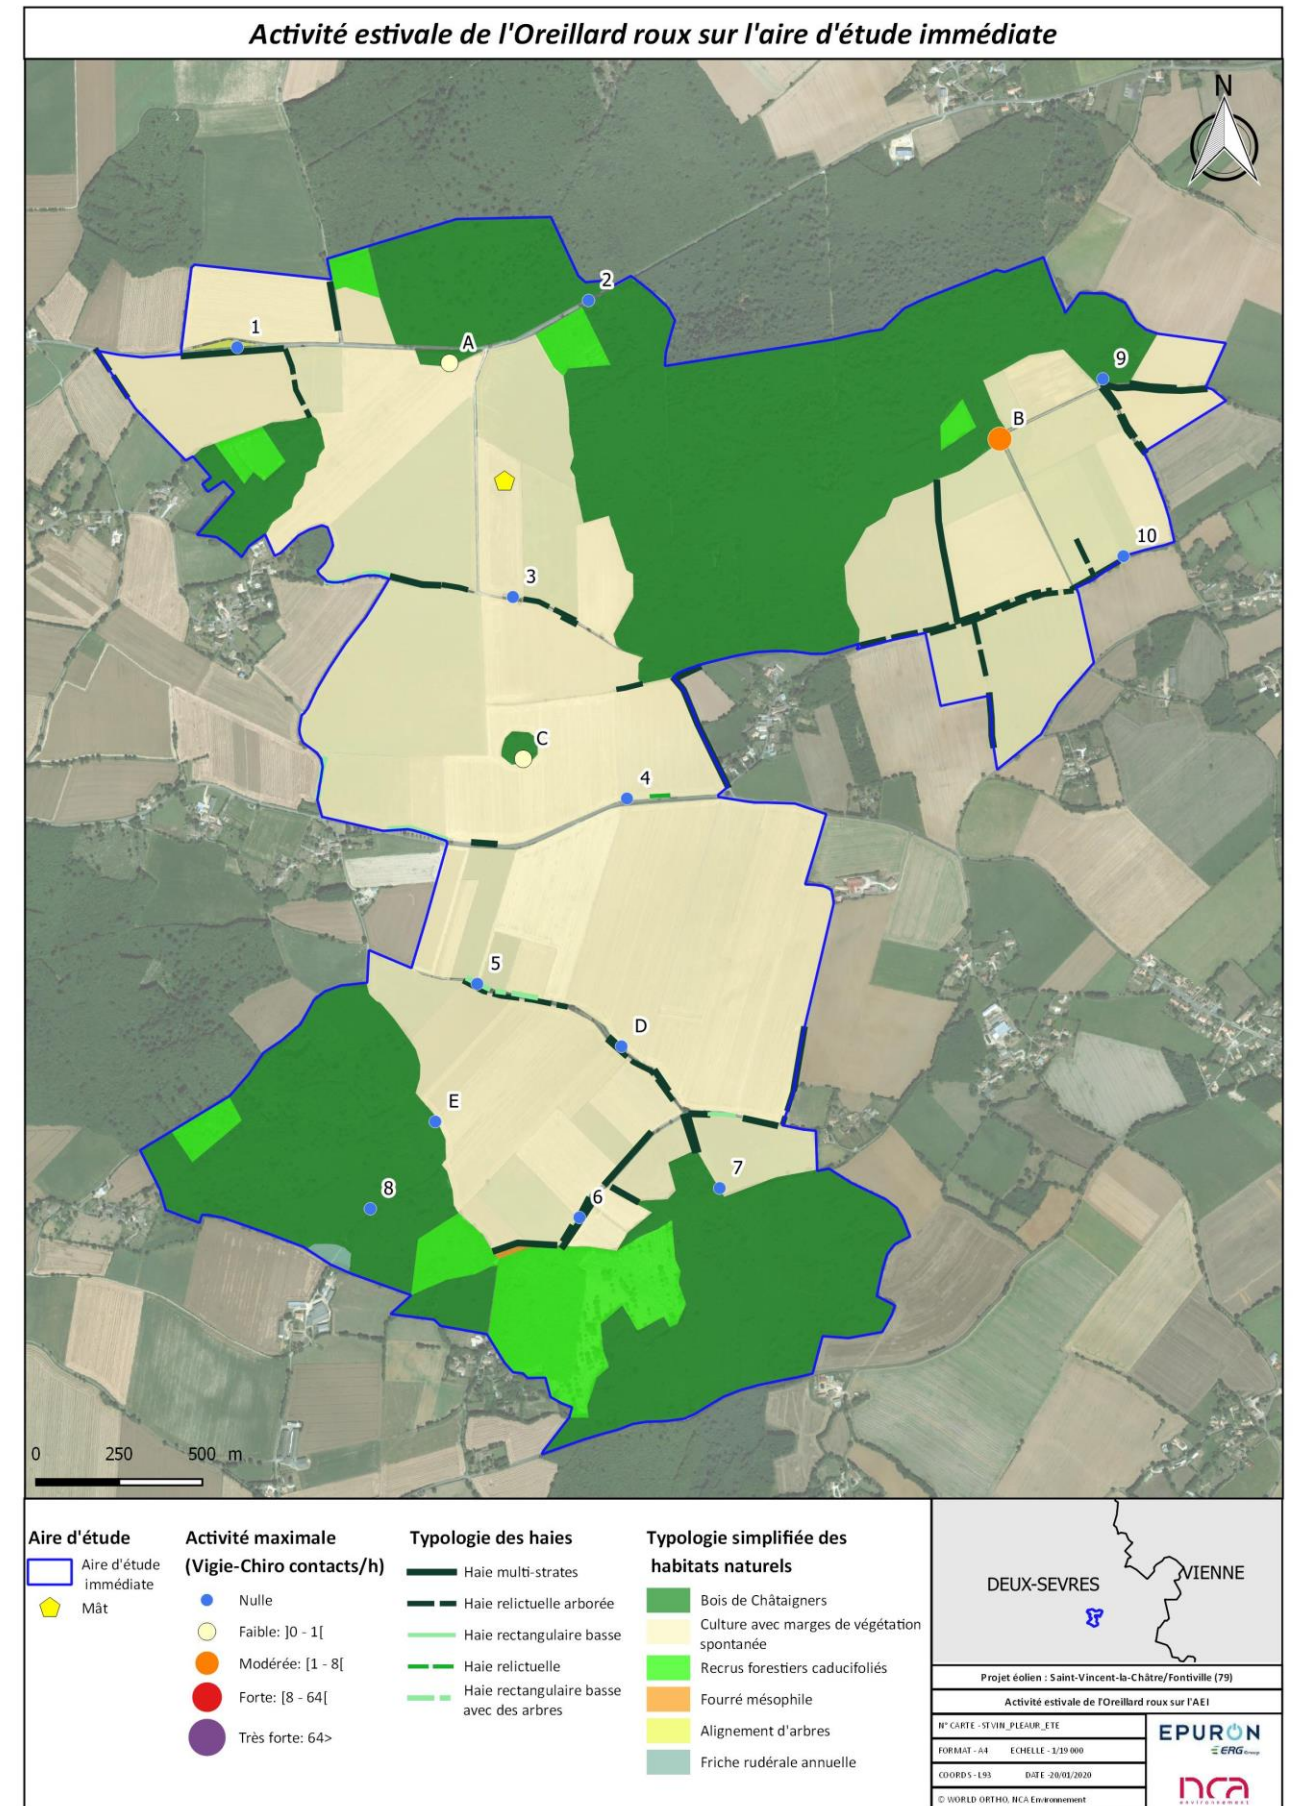 Activité estivale de l'Oreillard roux sur l'aire d'étude immédiate
N
2
1
A
9
B
10
3
C
4
5
D
E
7
8
6
0 250 500 m
Aire d'étude
Aire d'étude
immédiate
Mât
Activité maximale
(Vigie-Chiro contacts/h)
Nulle
Faible: ]0 - 1[
Modérée: [1 - 8[
Forte: [8 - 64[
Très forte: 64>
Typologie des haies
Haie multi-strates
Haie relictuelle arborée
Haie rectangulaire basse
Haie relictuelle
Haie rectangulaire basse
avec des arbres
Typologie simplifiée des
habitats naturels
Bois de Châtaigners
Culture avec marges de végétation
spontanée
Recrus forestiers caducifoliés
Fourré mésophile
Alignement d'arbres
Friche rudérale annuelle
DEUX-SEVRES
VIENNE
Projet éolien : Saint-Vincent-la-Châtre/Fontiville (79)
Activité estivale de l'Oreillard roux sur l'AEI
N° CARTE - STVIN_PLEAUR_ETE
FORMAT - A4 ECHELLE - 1/19 000
COORDS - L93 DATE -20/01/2020
© WORLD ORTHO, NCA Environnement
EPURON
ERG Group
nca
environnement